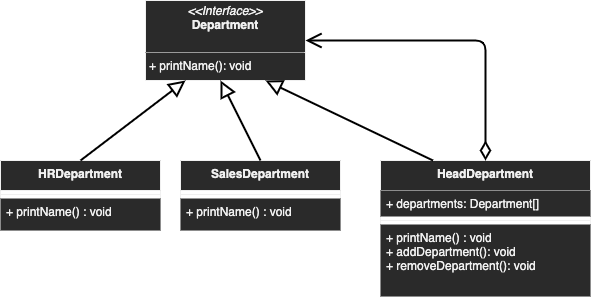 <<Interface>>
Department
+ printName(): void
HRDepartment
+ printName() : void
SalesDepartment
+ printName() : void
HeadDepartment
+ departments: Department[]
+ printName() : void
+ addDepartment(): void
+ removeDepartment(): void